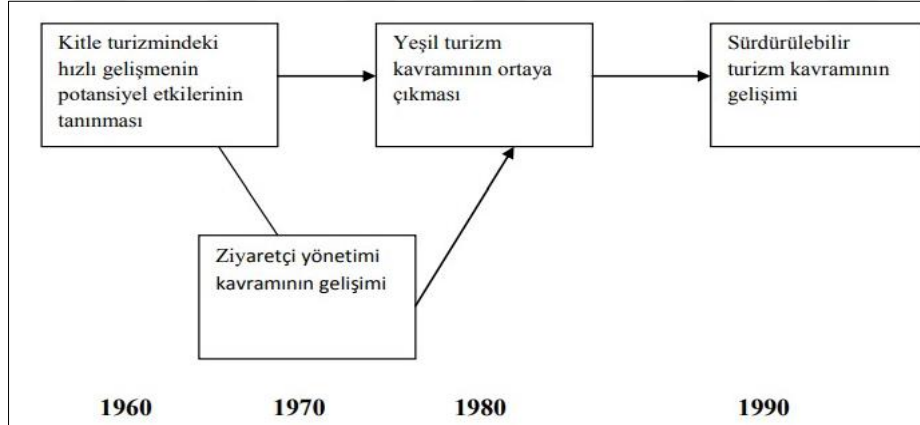 Kitle turizmindeki
hızlı gelişmenin
potansiyel etkilerinin
tanınması
Yeşil turizm
kavramının ortaya
çıkması
Sürdürülebilir
turizm kavramının
gelişimi
Ziyaretçi yönetimi
kavramının gelişimi
1960 1970 1980 1990